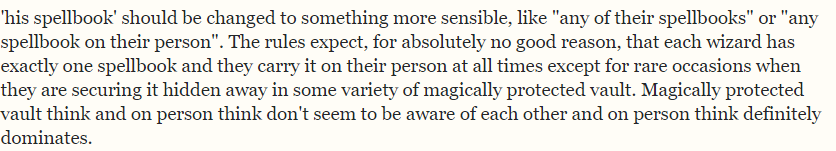 'his spellbook' should be changed to something more sensible, like "any of their spellbooks" or "any
spellbook on their person". The rules expect, for absolutely no good reason, that each wizard has
exactly one spellbook and they carry it on their person at all times except for rare occasions when
they are securing it hidden away in some variety of magically protected vault. Magically protected
vault think and on person think don't seem to be aware of each other and on person think definitely
dominates.